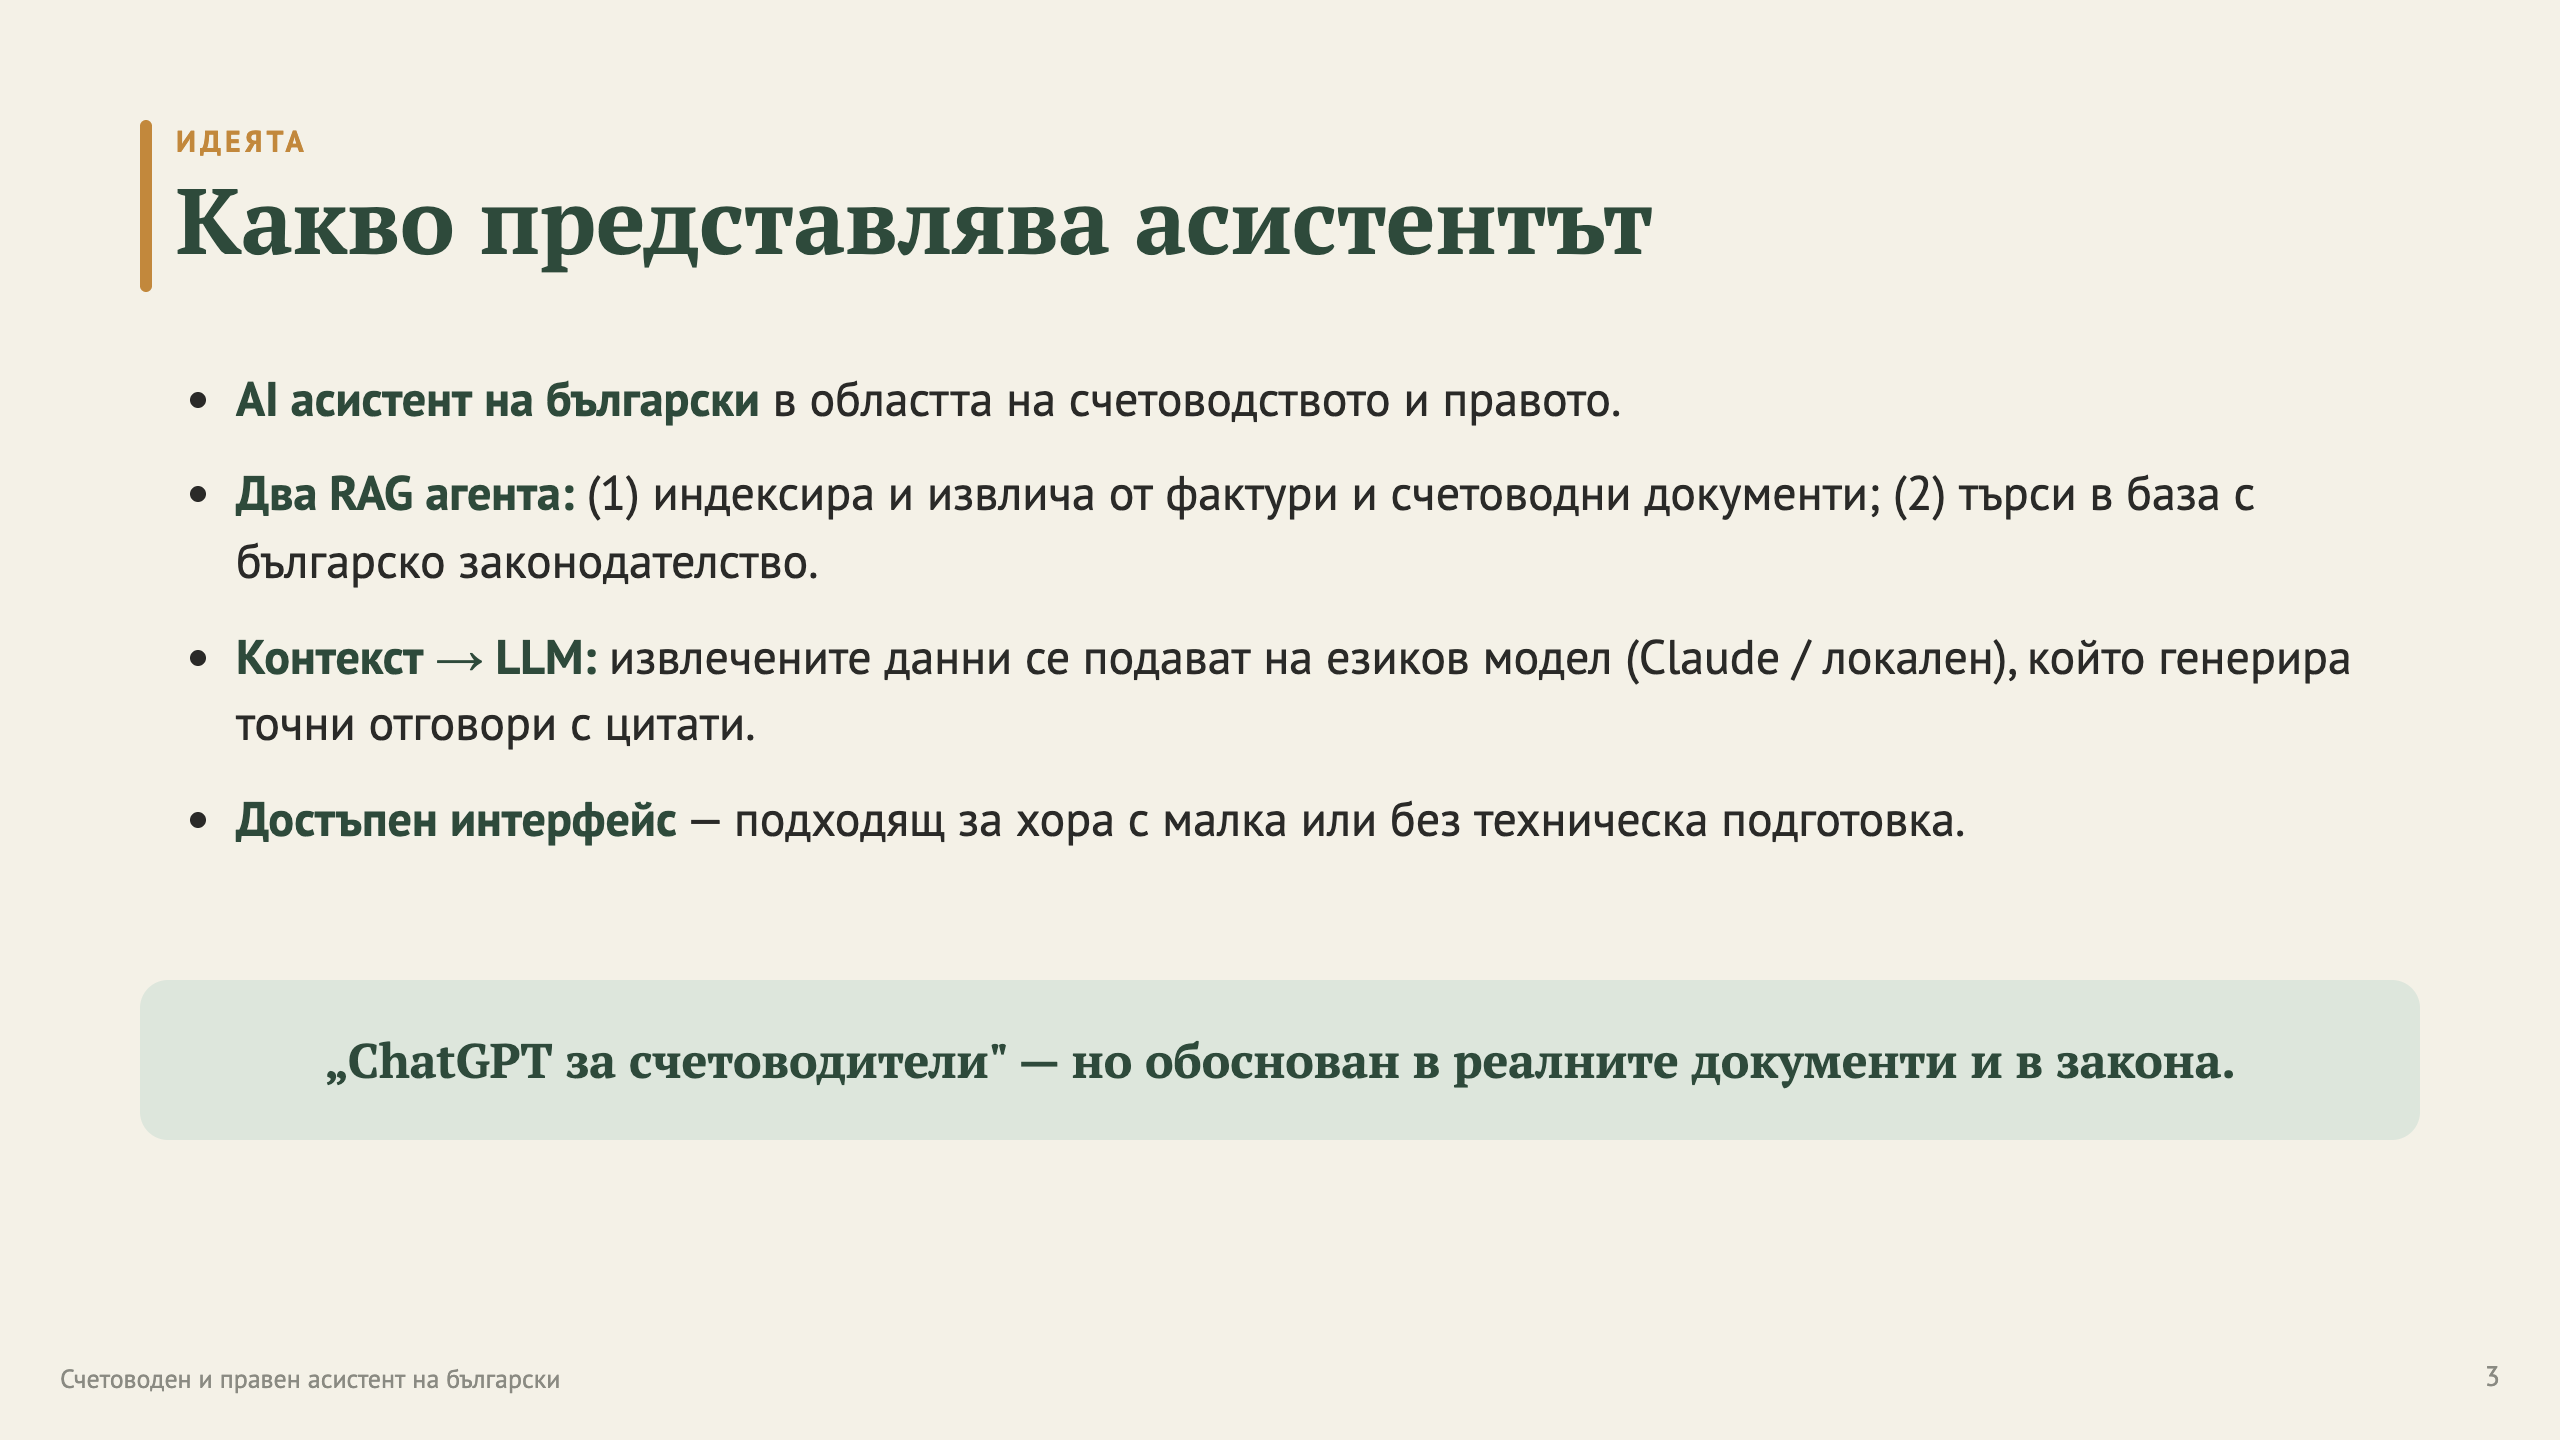 ИДЕЯТА
Какво представлява асистентът
• AI асистент на български в областта на счетоводството и правото.
• Два RAG агента: (1) индексира и извлича от фактури и счетоводни документи; (2) търси в база с
българско законодателство.
• Контекст → LLM: извлечените данни се подават на езиков модел (Claude / локален), който генерира
точни отговори с цитати.
• Достъпен интерфейс — подходящ за хора с малка или без техническа подготовка.
„ChatGPT за счетоводители" — но обоснован в реалните документи и в закона.
Счетоводен и правен асистент на български
3